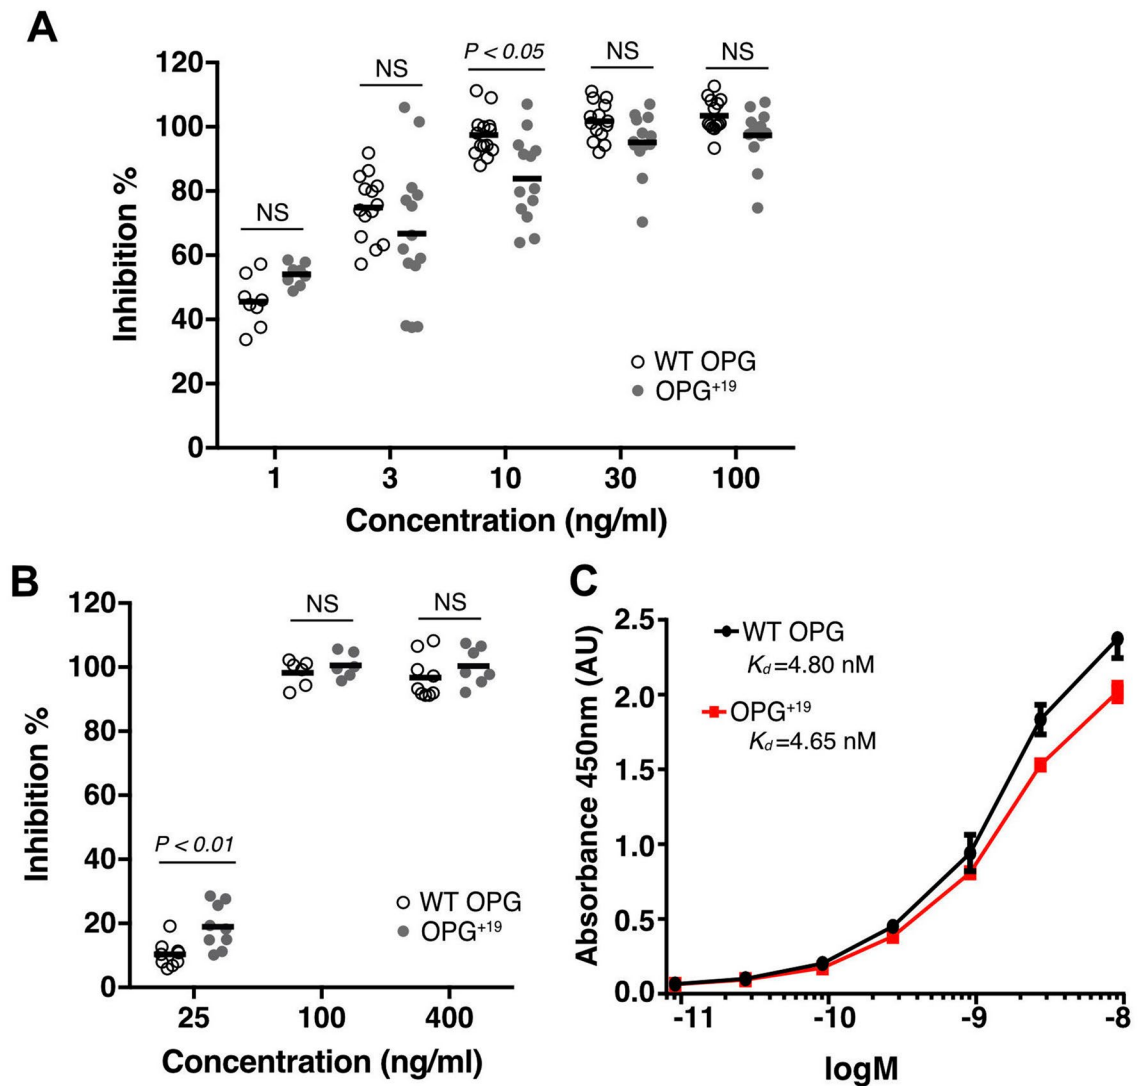 A
Inhibition %
120
100
80
60
40
20
0
NS
NS
P < 0.05
NS
NS
WT OPG
OPG+19
1 3 10 30 100
Concentration (ng/ml)
B
Inhibition %
120
100
80
60
40
20
0
P < 0.01
NS
NS
WT OPG
OPG+19
25 100 400
Concentration (ng/ml)
C
Absorbance 450nm (AU)
2.5
2.0
1.5
1.0
0.5
0.0
WT OPG
Kd=4.80 nM
OPG+19
Kd=4.65 nM
-11 -10 -9 -8
logM